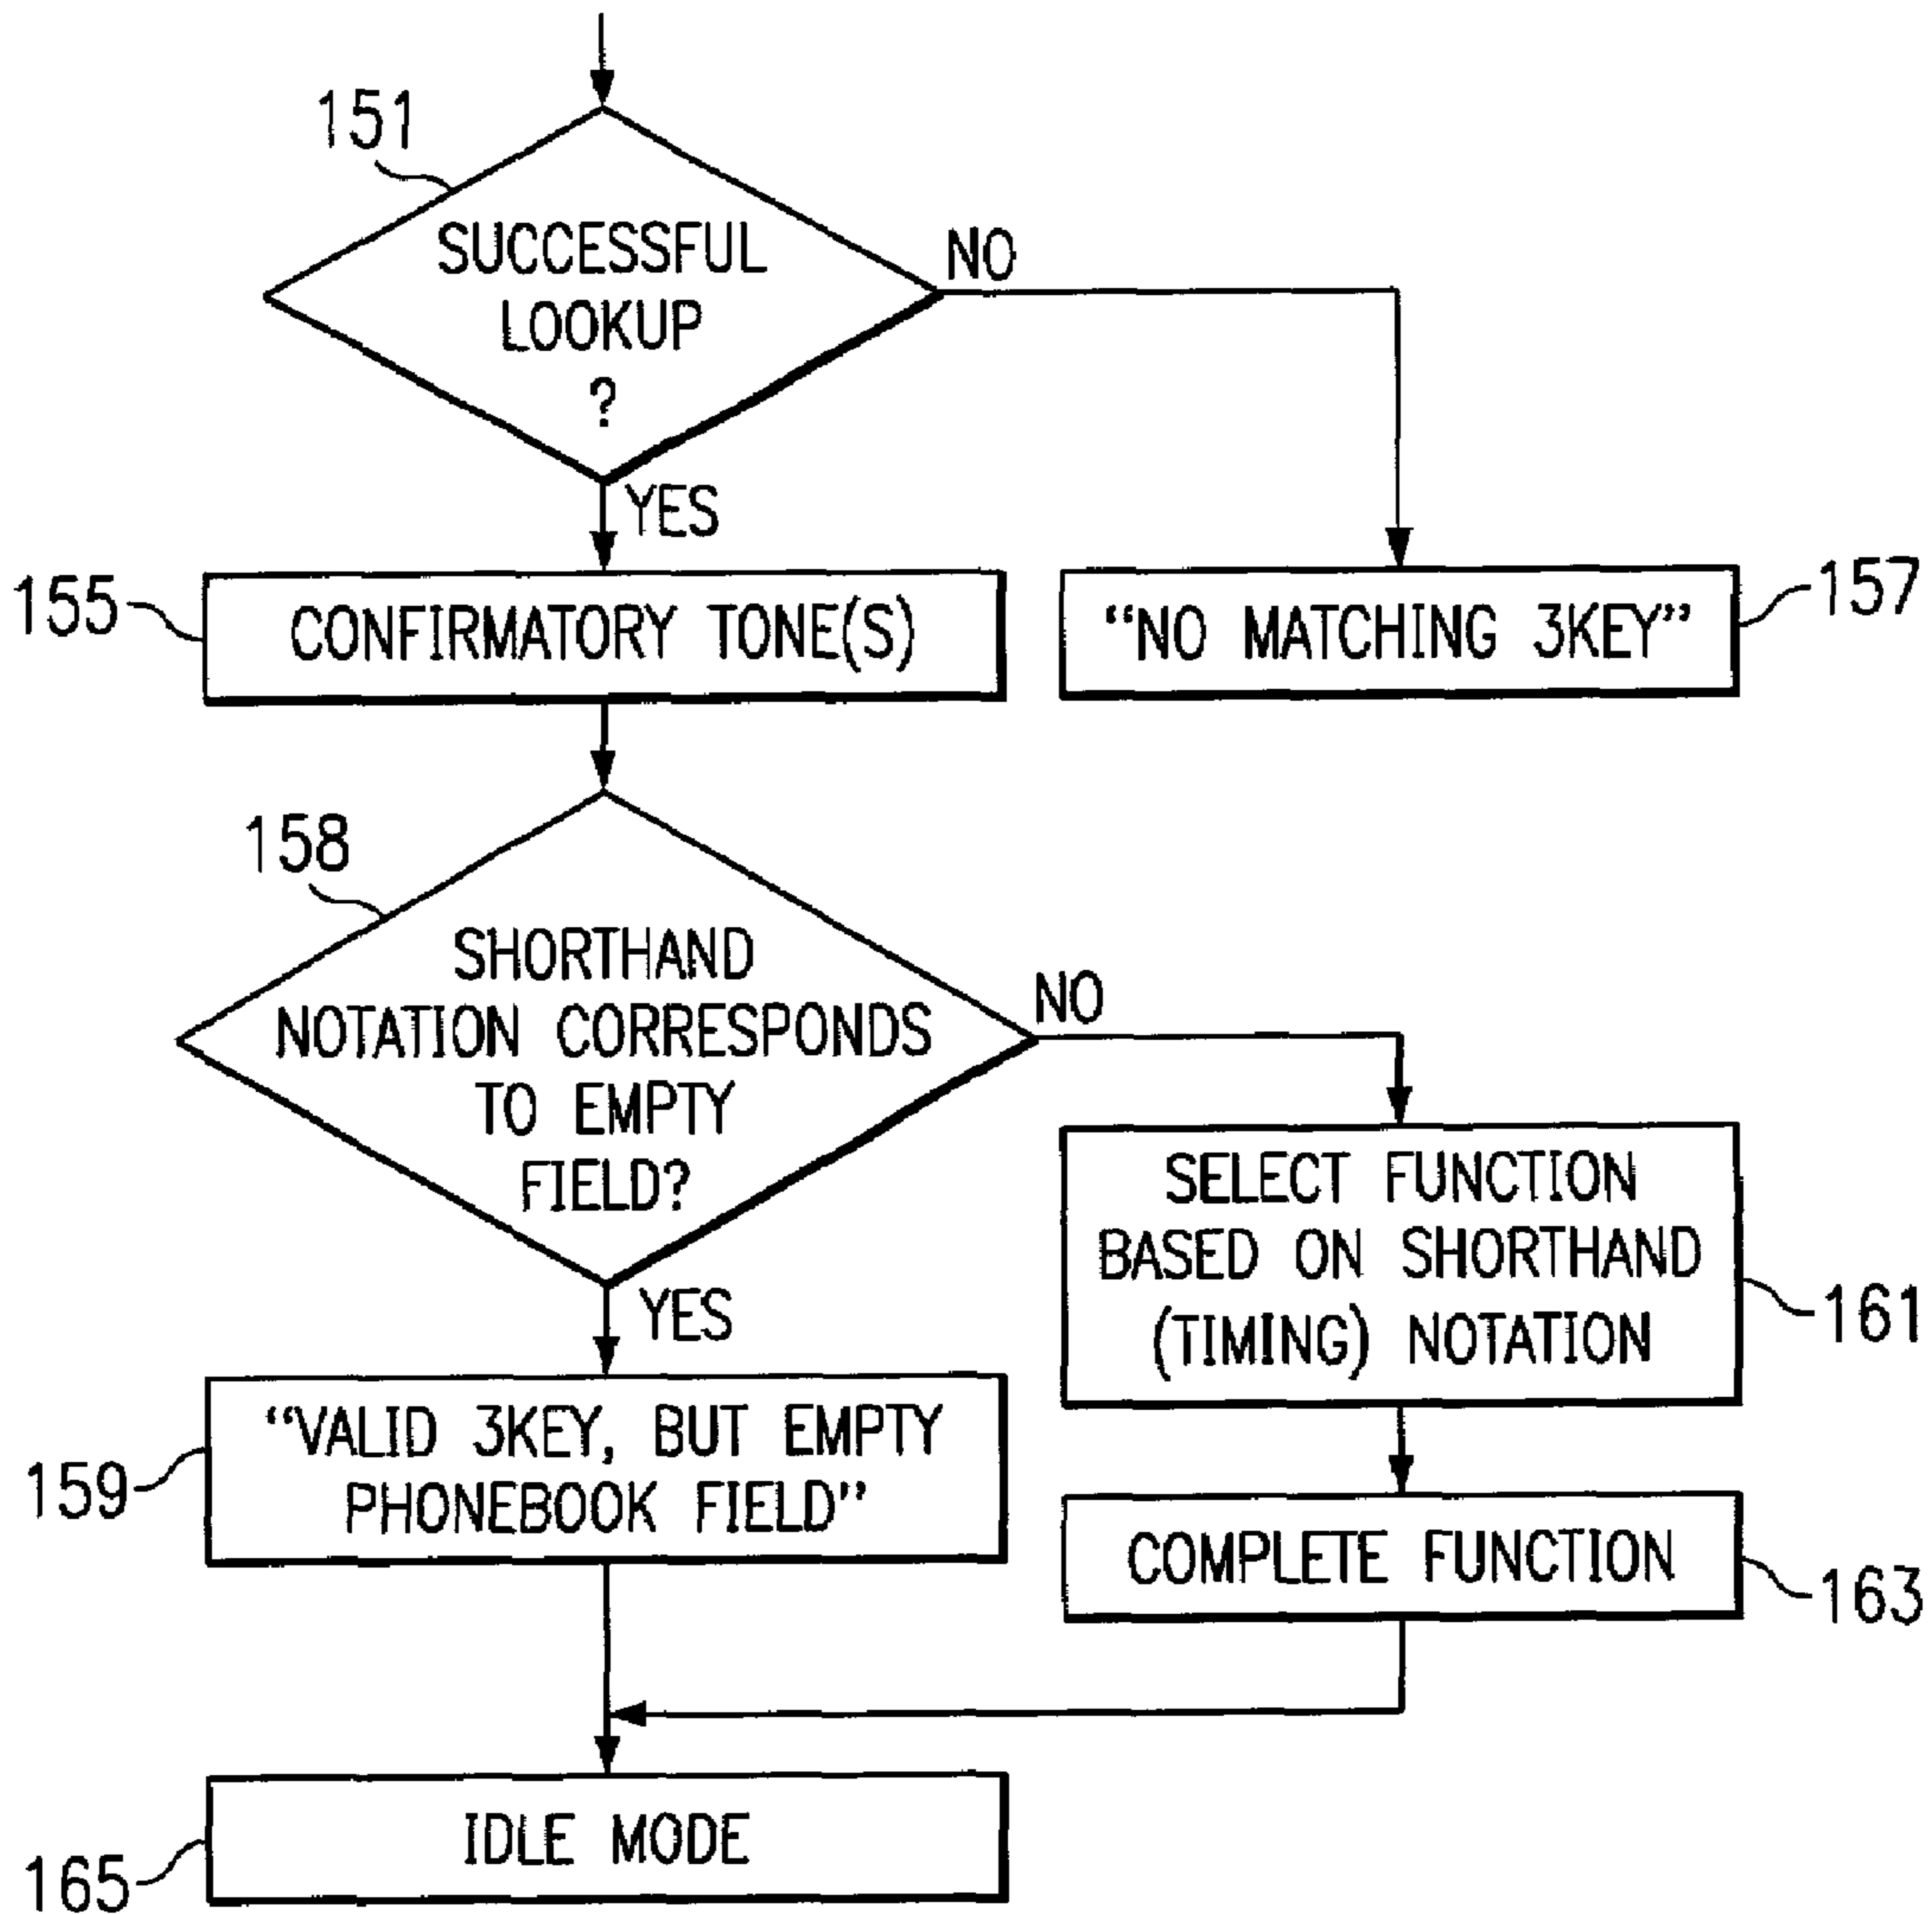 151
SUCCESSFUL
LOOKUP
?
NO
YES
155
CONFIRMATORY TONE(S)
“NO MATCHING 3KEY”
157
158
SHORTHAND
NOTATION CORRESPONDS
TO EMPTY
FIELD?
NO
YES
SELECT FUNCTION
BASED ON SHORTHAND
(TIMING) NOTATION
161
159
“VALID 3KEY, BUT EMPTY
PHONEBOOK FIELD”
COMPLETE FUNCTION
163
IDLE MODE
165